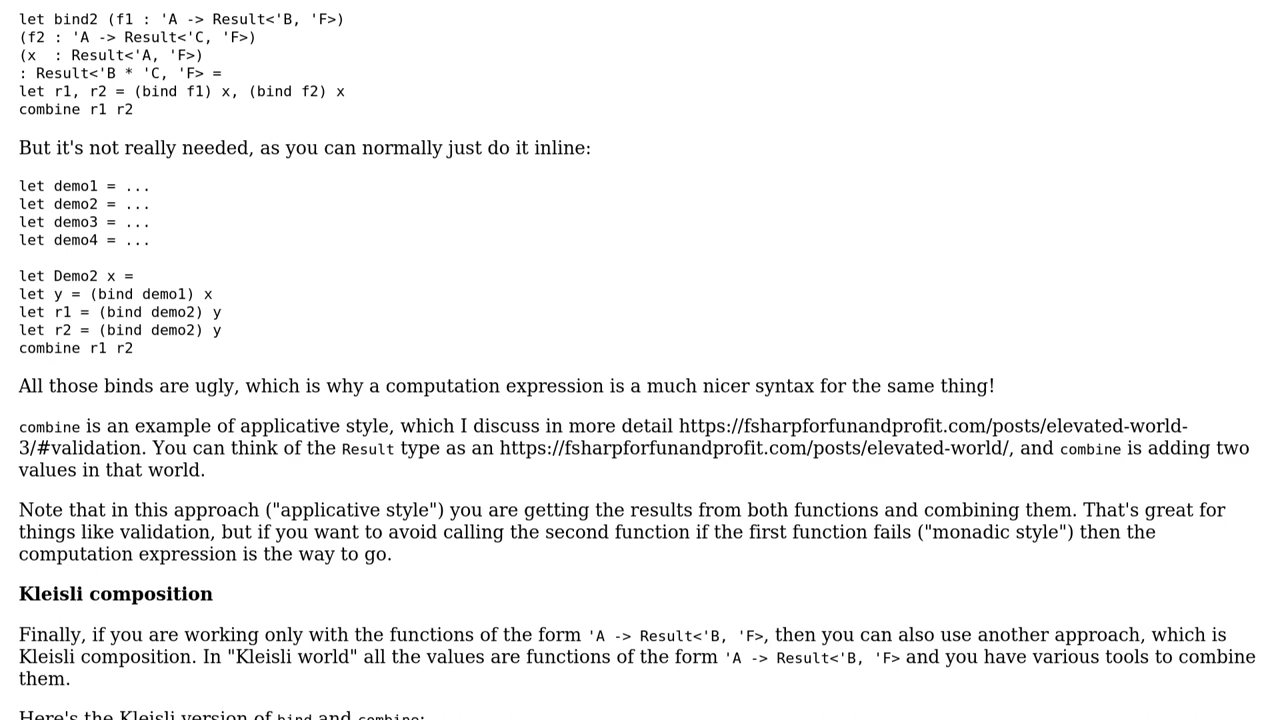 let bind2 (f1 : 'A -> Result<'B, 'F>)
(f2 : 'A -> Result<'C, 'F>)
(x  : Result<'A, 'F>)
: Result<'B * 'C, 'F> =
let r1, r2 = (bind f1) x, (bind f2) x
combine r1 r2
But it's not really needed, as you can normally just do it inline:
let demo1 = ...
let demo2 = ...
let demo3 = ...
let demo4 = ...
let Demo2 x =
let y = (bind demo1) x
let r1 = (bind demo2) y
let r2 = (bind demo2) y
combine r1 r2
All those binds are ugly, which is why a computation expression is a much nicer syntax for the same thing!
combine is an example of applicative style, which I discuss in more detail https://fsharpforfunandprofit.com/posts/elevated-world-
3/#validation. You can think of the Result type as an https://fsharpforfunandprofit.com/posts/elevated-world/, and combine is adding two
values in that world.
Note that in this approach ("applicative style") you are getting the results from both functions and combining them. That's great for
things like validation, but if you want to avoid calling the second function if the first function fails ("monadic style") then the
computation expression is the way to go.
Kleisli composition
Finally, if you are working only with the functions of the form 'A -> Result<'B, 'F>, then you can also use another approach, which is
Kleisli composition. In "Kleisli world" all the values are functions of the form 'A -> Result<'B, 'F> and you have various tools to combine
them.
Here's the Kleisli version of bind and combine: